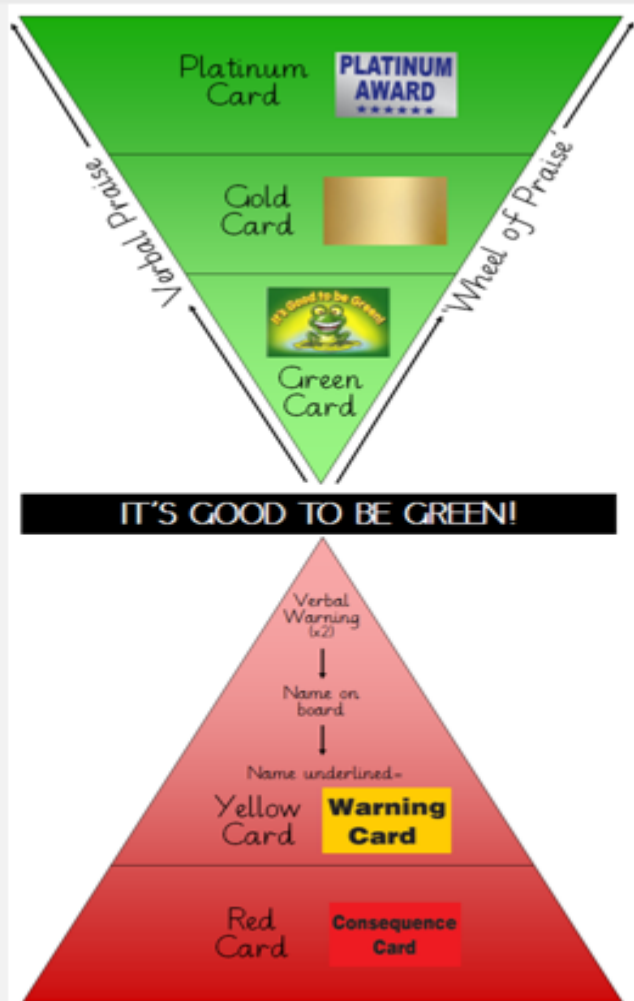 Platinum
Card
PLATINUM
AWARD
Verbal Praise
'Wheel of Praise'
Gold
Card
It's Good to be Green!
Green
Card
IT'S GOOD TO BE GREEN!
Verbal
Warning
(x2)
Name on
board
Name underlined-
Yellow
Card
Warning
Card
Red
Card
Consequence
Card